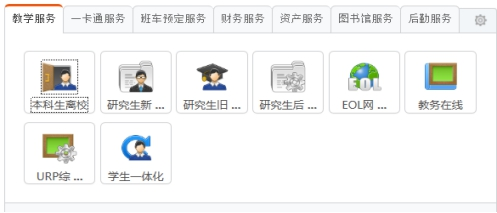 教学服务 一卡通服务 班车预定服务 财务服务 资产服务 图书馆服务 后勤服务
本科生离校 研究生新 ... 研究生旧 ... 研究生后 ... EOL网 ... 教务在线
URP综 ... 学生一体化